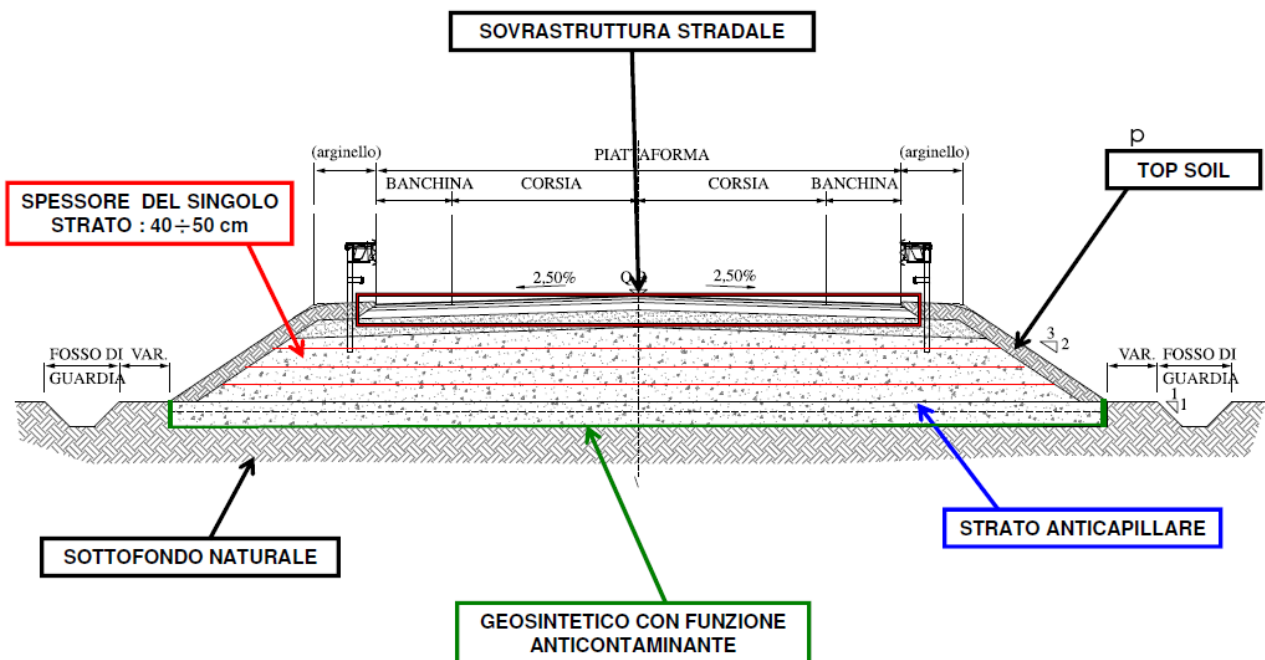 SOVRASTRUTTURA STRADALE
p
(arginello)
PIATTAFORMA
(arginello)
TOP SOIL
BANCHINA
CORSIA
CORSIA
BANCHINA
SPESSORE DEL SINGOLO
STRATO : 40÷50 cm
2,50%
2,50%
3
2
FOSSO DI
GUARDIA
VAR.
VAR.
FOSSO DI
GUARDIA
1
1
STRATO ANTICAPILLARE
SOTTOFONDO NATURALE
GEOSINTETICO CON FUNZIONE
ANTICONTAMINANTE